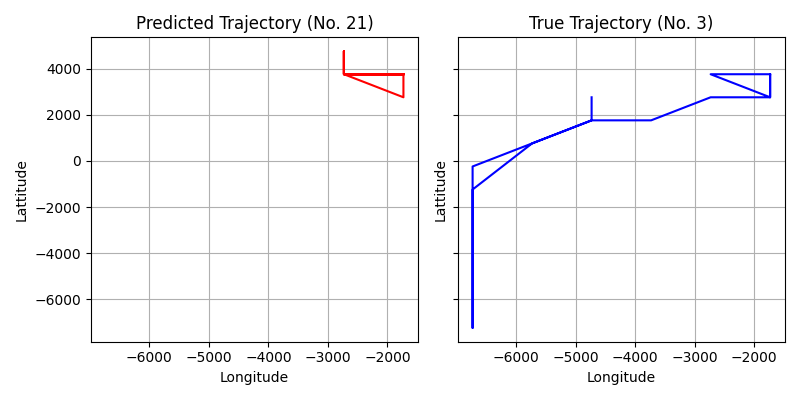 Predicted Trajectory (No. 21)
True Trajectory (No. 3)
Lattitude
4000
2000
0
−2000
−4000
−6000
−6000 −5000 −4000 −3000 −2000
Longitude
Lattitude
−6000 −5000 −4000 −3000 −2000
Longitude